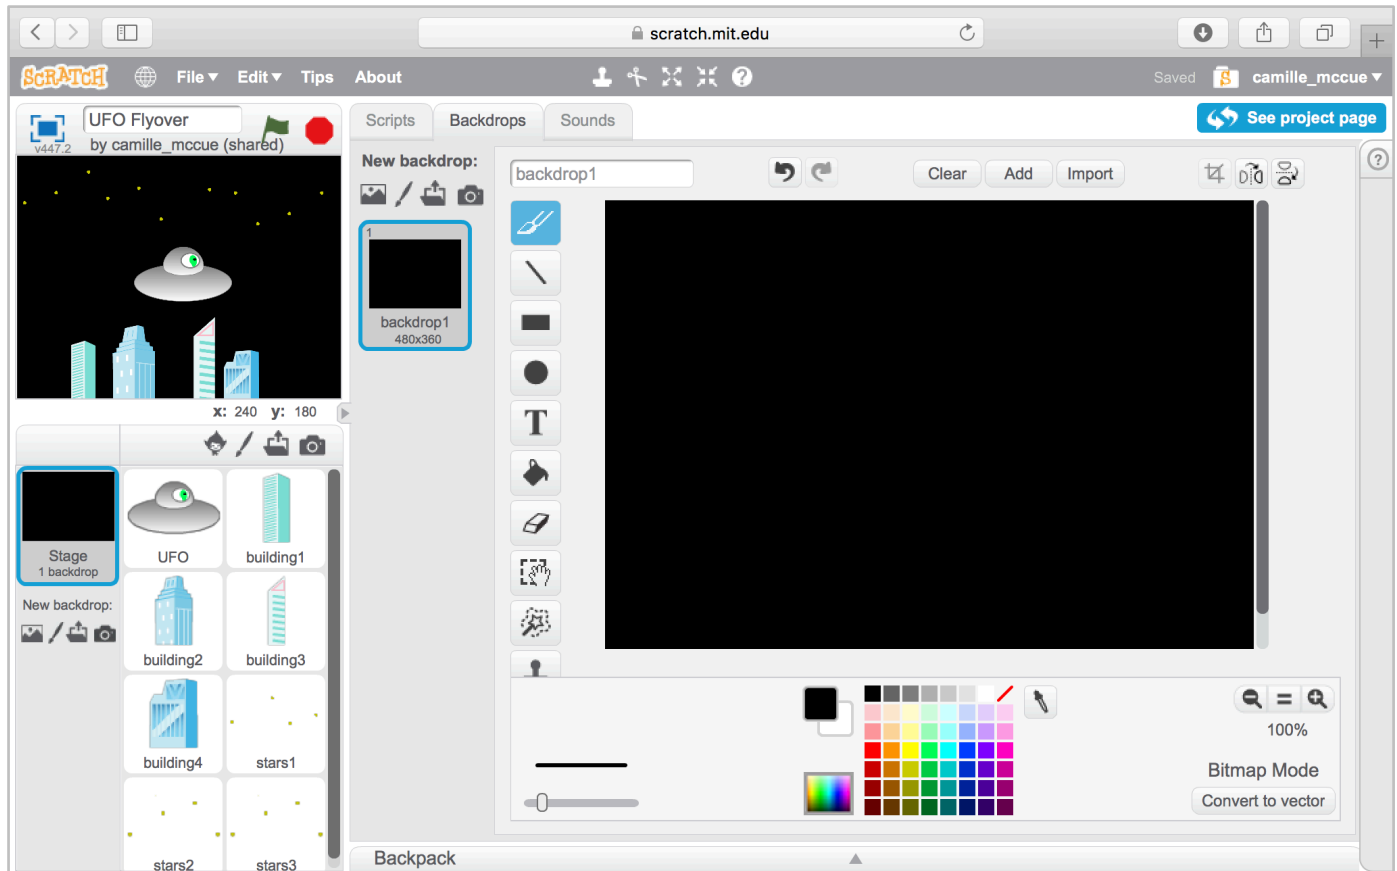 scratch.mit.edu
SCRATCH File Edit Tips About Saved camille_mccue
v447.2
UFO Flyover
by camille_mccue (shared)
Scripts Backdrops Sounds
See project page
New backdrop:
backdrop1
Clear Add Import
1
backdrop1
480x360
T
x: 240 y: 180
Stage
1 backdrop
New backdrop:
UFO building1
building2 building3
building4 stars1
stars2 stars3
100%
Bitmap Mode
Convert to vector
Backpack